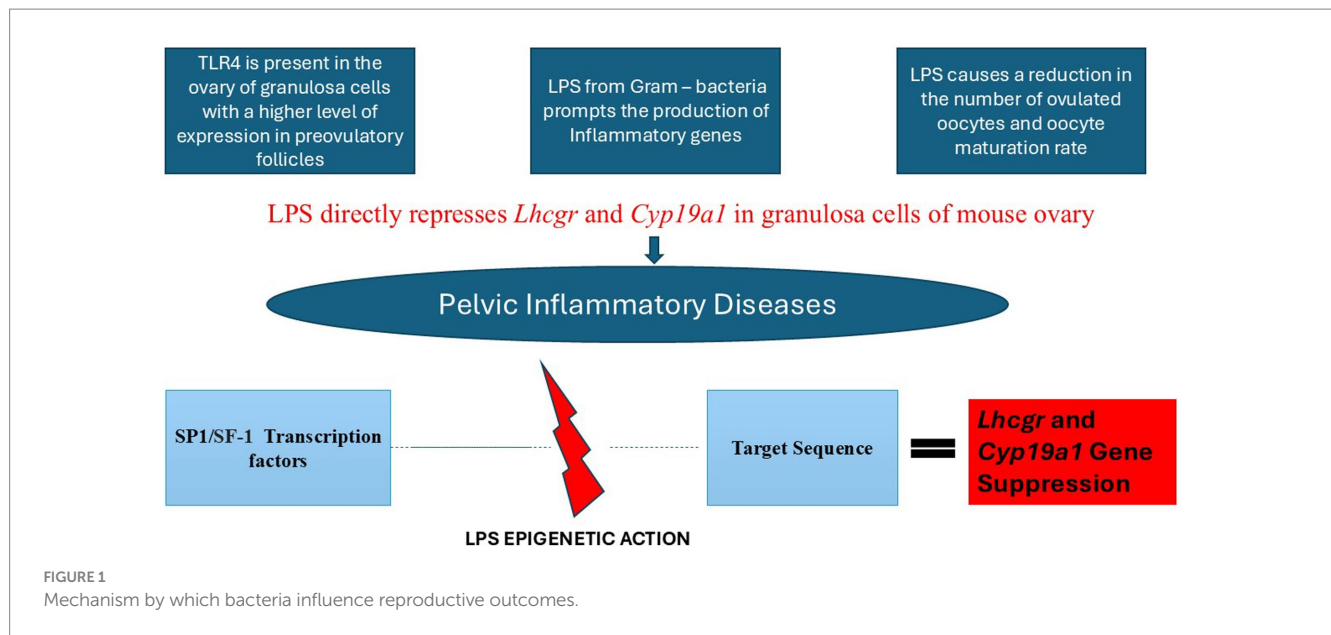 TLR4 is present in the
ovary of granulosa cells
with a higher level of
expression in preovulatory
follicles
LPS from Gram – bacteria
prompts the production of
Inflammatory genes
LPS causes a reduction in
the number of ovulated
oocytes and oocyte
maturation rate
LPS directly represses Lhcgr and Cyp19a1 in granulosa cells of mouse ovary
Pelvic Inflammatory Diseases
SP1/SF-1 Transcription
factors
Target Sequence
Lhcgr and
Cyp19a1 Gene
Suppression
LPS EPIGENETIC ACTION
FIGURE 1
Mechanism by which bacteria influence reproductive outcomes.